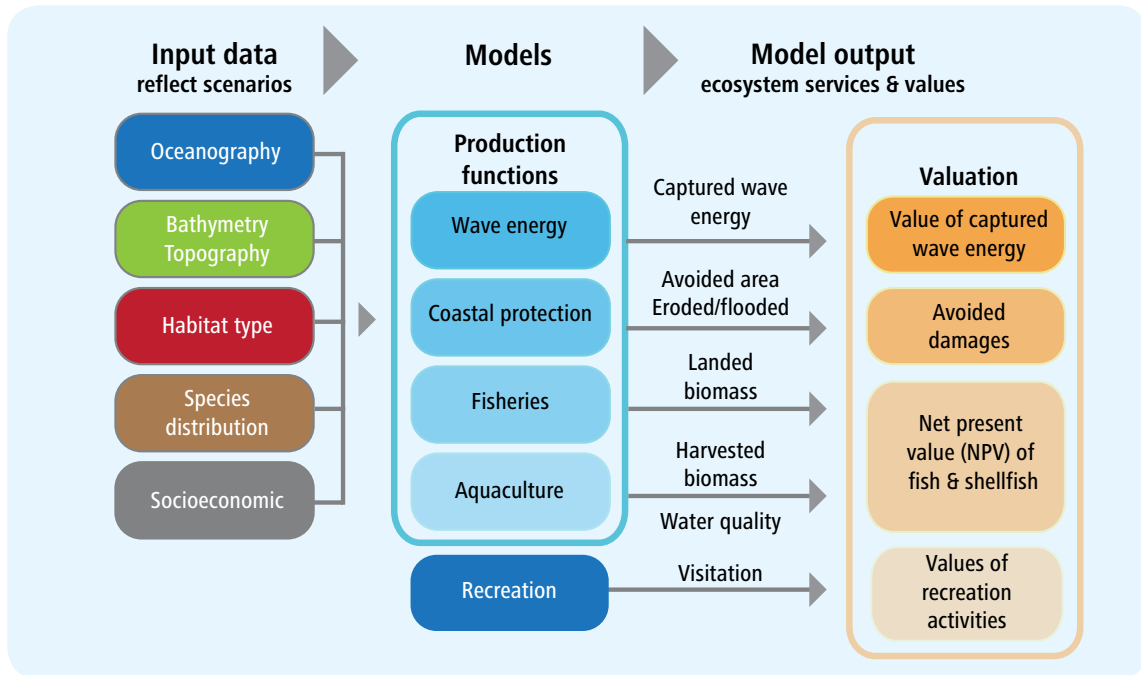 Input data
reflect scenarios
Models
Model output
ecosystem services & values
Oceanography
Bathymetry
Topography
Habitat type
Species
distribution
Socioeconomic
Production
functions
Wave energy
Coastal protection
Fisheries
Aquaculture
Recreation
Captured wave
energy
Avoided area
Eroded/flooded
Landed
biomass
Harvested
biomass
Water quality
Visitation
Valuation
Value of captured
wave energy
Avoided
damages
Net present
value (NPV) of
fish & shellfish
Values of
recreation
activities